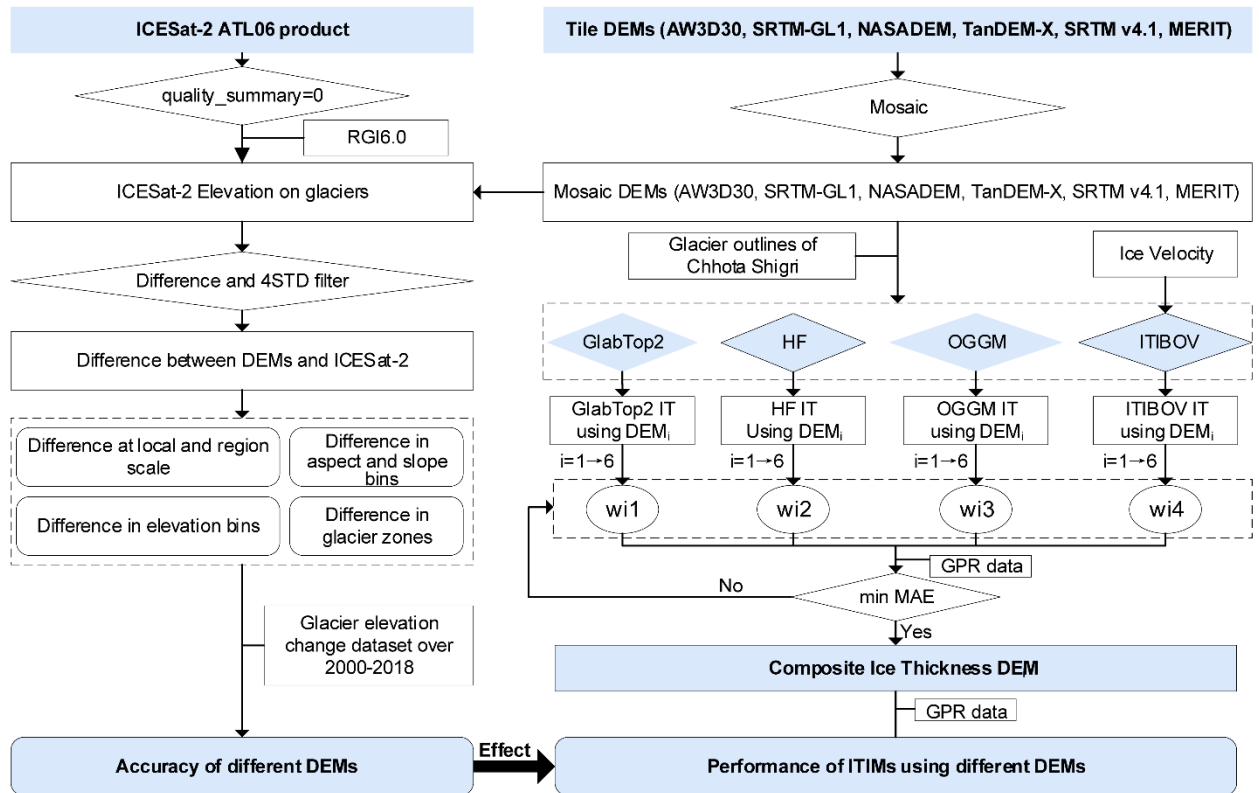 ICESat-2 ATL06 product
Tile DEMs (AW3D30, SRTM-GL1, NASADEM, TanDEM-X, SRTM v4.1, MERIT)
quality_summary=0
Mosaic
RGI6.0
ICESat-2 Elevation on glaciers
Mosaic DEMs (AW3D30, SRTM-GL1, NASADEM, TanDEM-X, SRTM v4.1, MERIT)
Glacier outlines of
Chhota Shigri
Ice Velocity
Difference and 4STD filter
GlabTop2
HF
OGGM
ITIBOV
Difference between DEMs and ICESat-2
GlabTop2 IT
using DEMi
HF IT
Using DEMi
OGGM IT
using DEMi
ITIBOV IT
using DEMi
Difference at local and region
scale
Difference in
aspect and slope
bins
i=1→6
i=1→6
i=1→6
i=1→6
Difference in elevation bins
Difference in
glacier zones
wi1
wi2
wi3
wi4
GPR data
No
min MAE
Yes
Glacier elevation
change dataset over
2000-2018
Composite Ice Thickness DEMi
GPR data
Accuracy of different DEMs
Effect
Performance of ITIMs using different DEMs